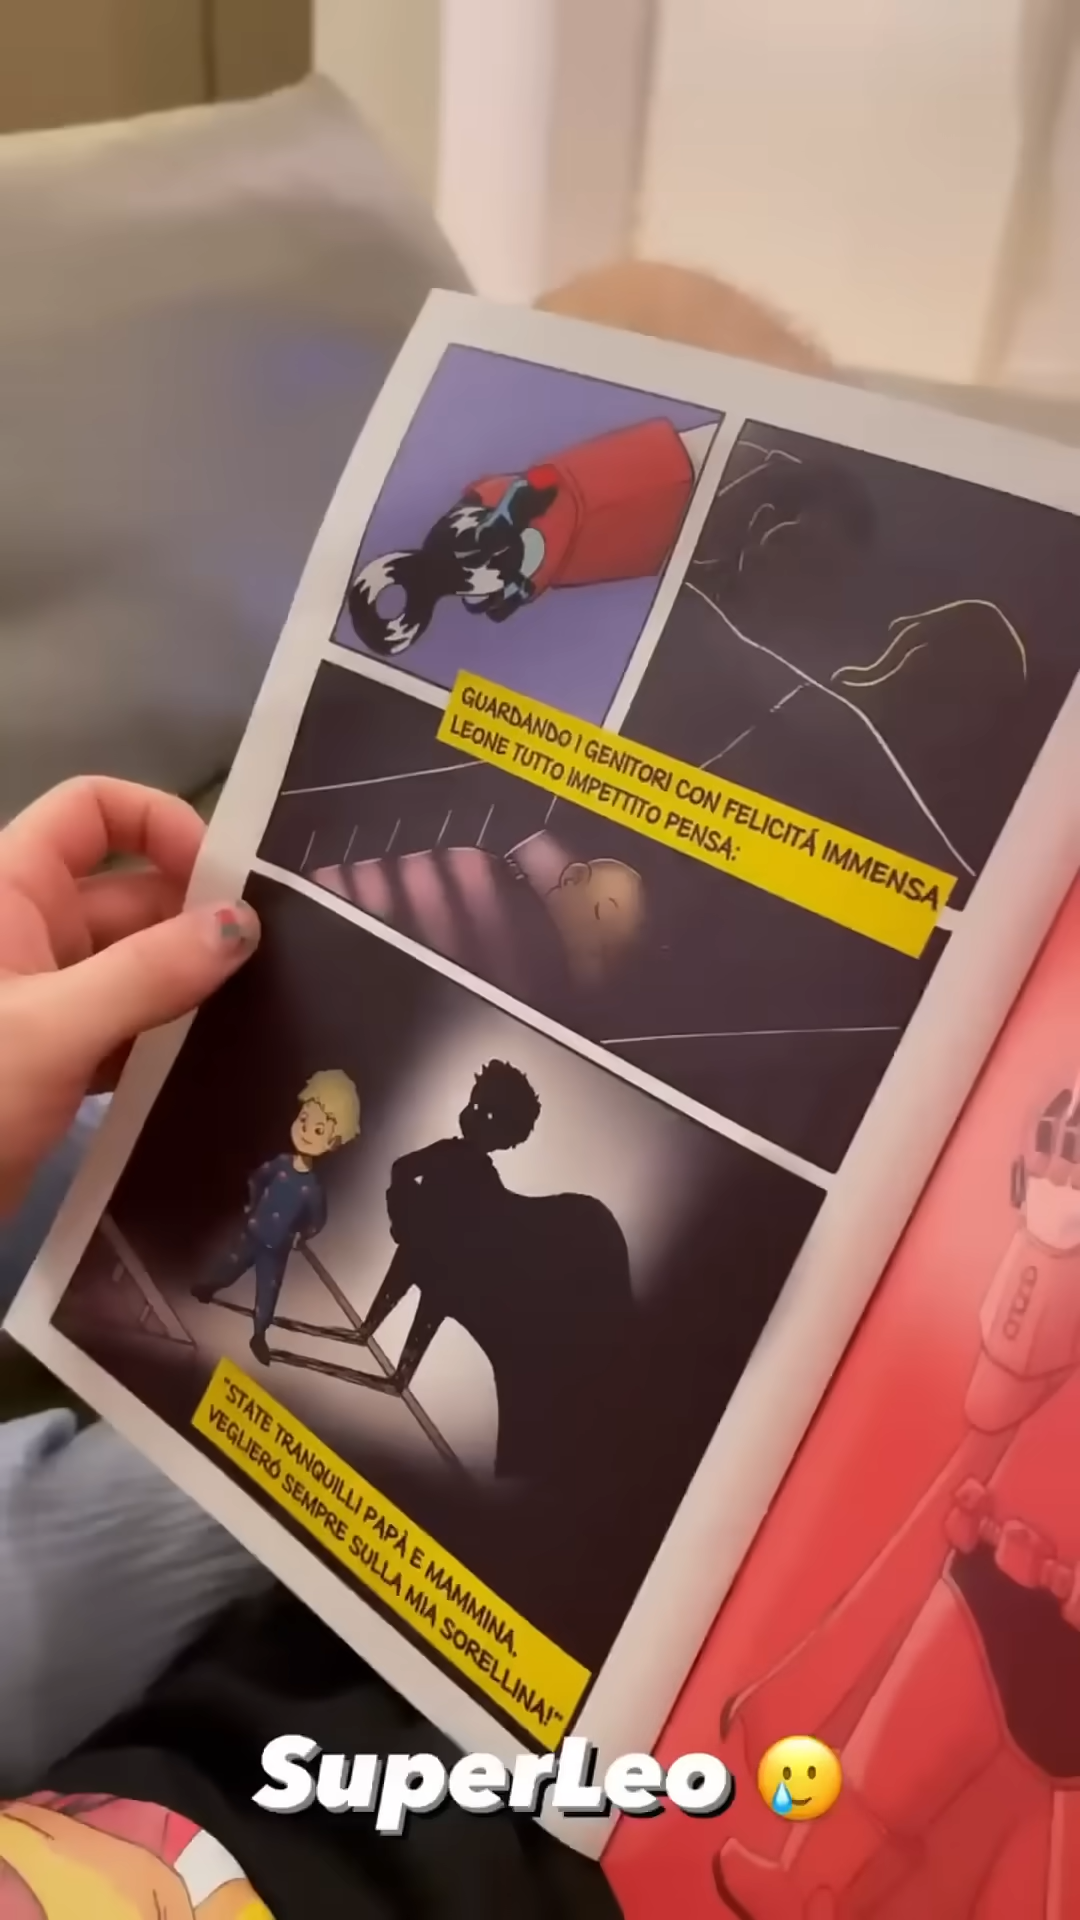 GUARDANDO I GENITORI CON FELICITÁ IMMENSA
LEONE TUTTO IMPETTITO PENSA:
"STATE TRANQUILLI PAPÀ E MAMMINA,
VEGLIERÓ SEMPRE SULLA MIA SORELLINA!"
SuperLeo 🥲